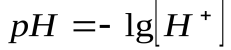 pH =- lg[H⁺]